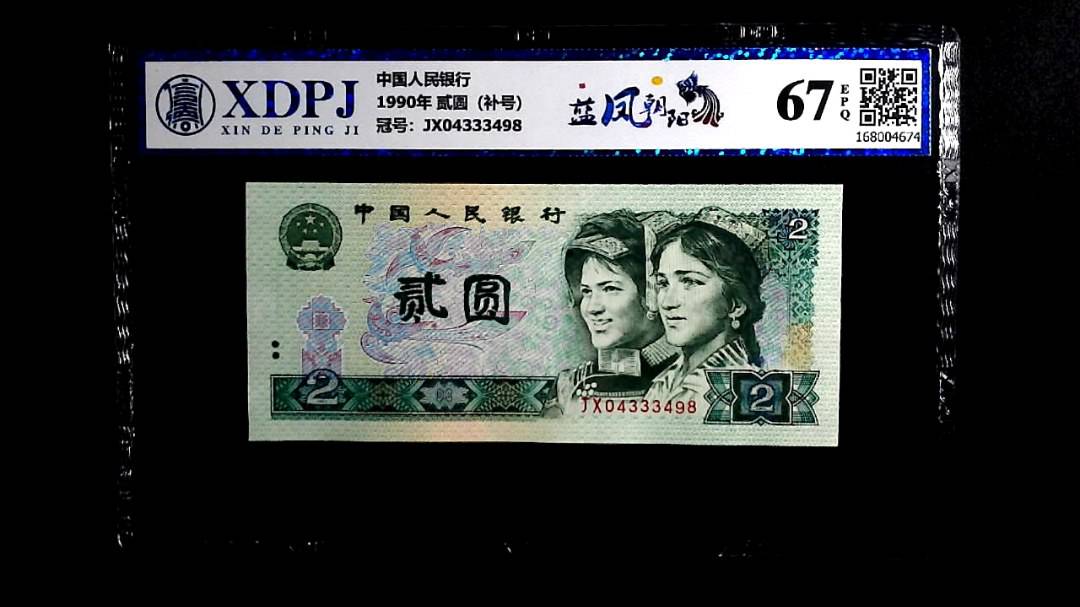 XDPJ
XIN DE PING JI
中国人民银行
1990年 贰圆（补号）
冠号：JX04333498
蓝凤朝阳
67
EPQ
168004674
中国人民银行
2
贰圆
2
JX04333498
2